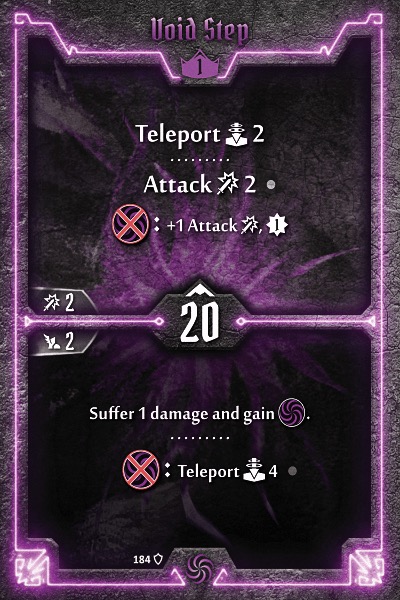 Void Step
1
Teleport 2
Attack 2
: +1 Attack , 1
2
20
2
Suffer 1 damage and gain .
: Teleport 4
184